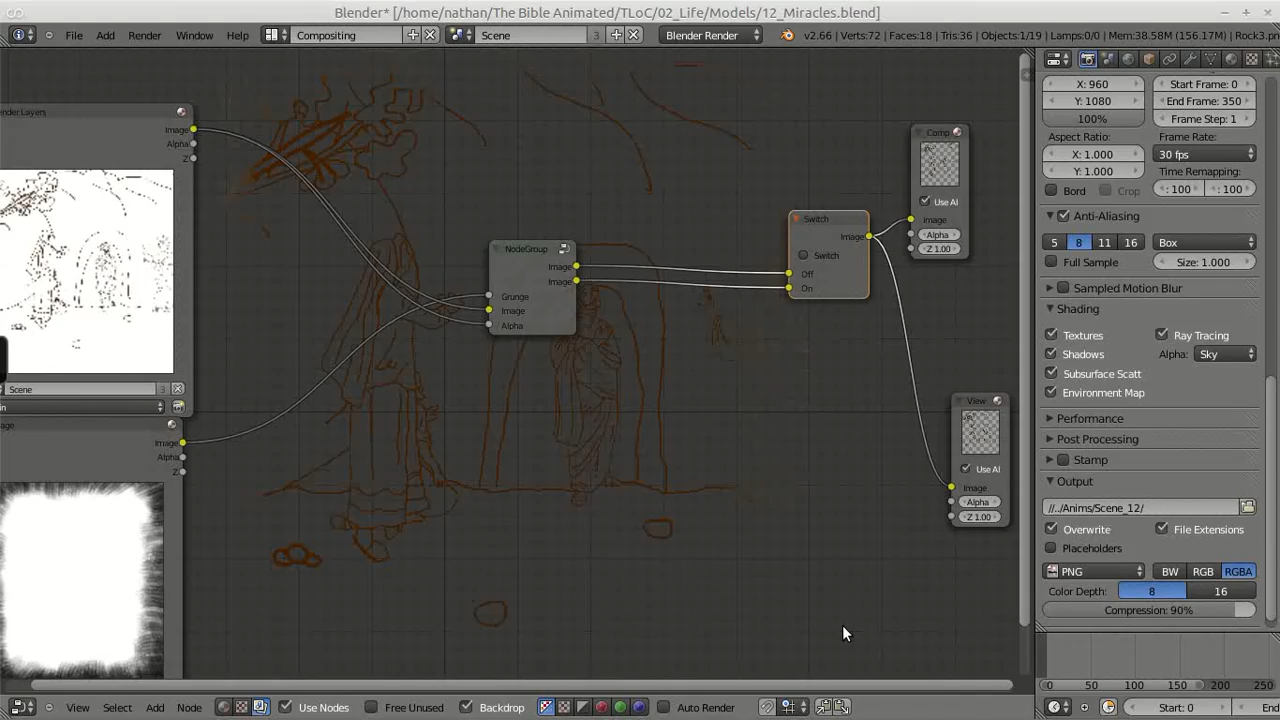 Blender* [/home/nathan/The Bible Animated/TLoC/02_Life/Models/12_Miracles.blend]
File Add Render Window Help Compositing Scene 3 Blender Render v2.66 | Verts:72 | Faces:18 | Tris:36 | Objects:1/19 | Lamps:0/0 | Mem:38.58M (156.17M) | Rock3.pn
X: 960 Start Frame: 0
Y: 1080 End Frame: 350
100% Frame Step: 1
Aspect Ratio: Frame Rate:
X: 1.000 30 fps
Y: 1.000 Time Remapping:
Bord Crop : 100 : 100
Anti-Aliasing
5 8 11 16 Box
Full Sample Size: 1.000
Sampled Motion Blur
Shading
Textures Ray Tracing
Shadows Alpha: Sky
Subsurface Scatt
Environment Map
Performance
Post Processing
Stamp
Output
//../Anims/Scene_12/
Overwrite File Extensions
Placeholders
PNG BW RGB RGBA
Color Depth: 8 16
Compression: 90%
nder Layers
Image
Alpha
Z
Scene 3
in
age
Image
Alpha
Z
NodeGroup
Image
Image
Grunge
Image
Alpha
Switch
Image
Switch
Off
On
Comp
Use Al
Image
Alpha
Z 1.00
View
Use Al
Image
Alpha
Z 1.00
0 50 100 150 200 250
View Select Add Node Use Nodes Free Unused Backdrop Auto Render
Start: 0 End